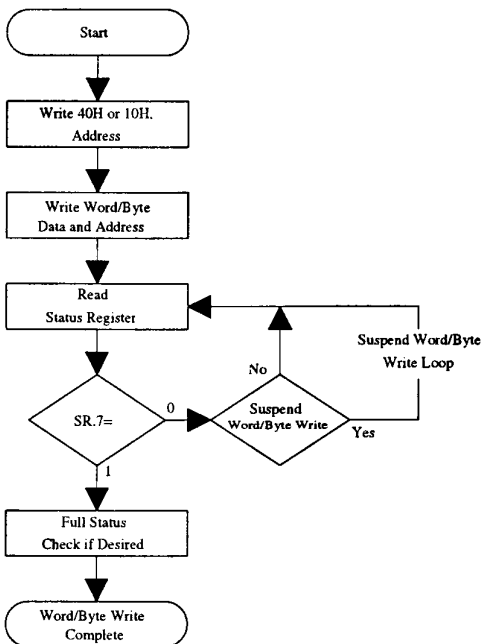 Start
Write 40H or 10H.
Address
Write Word/Byte
Data and Address
Read
Status Register
Suspend Word/Byte
Write Loop
No
SR.7=
0
Suspend
Word/Byte Write
Yes
1
Full Status
Check if Desired
Word/Byte Write
Complete